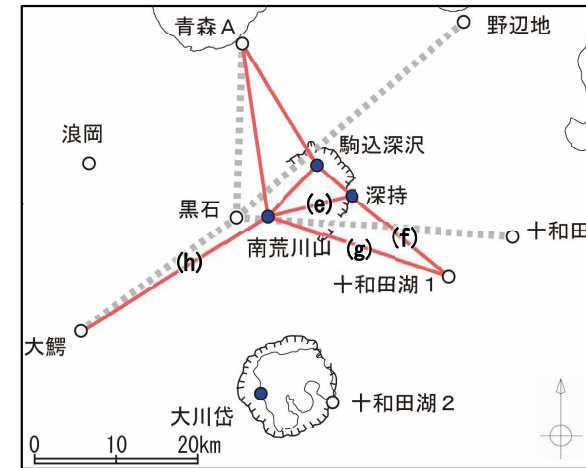 青森A
野辺地
浪岡
駒込深沢
黒石
(e)
深持
南荒川山
(f)
十和田
(h)
(g)
十和田湖1
大鰐
大川岱
十和田湖2
0 10 20km